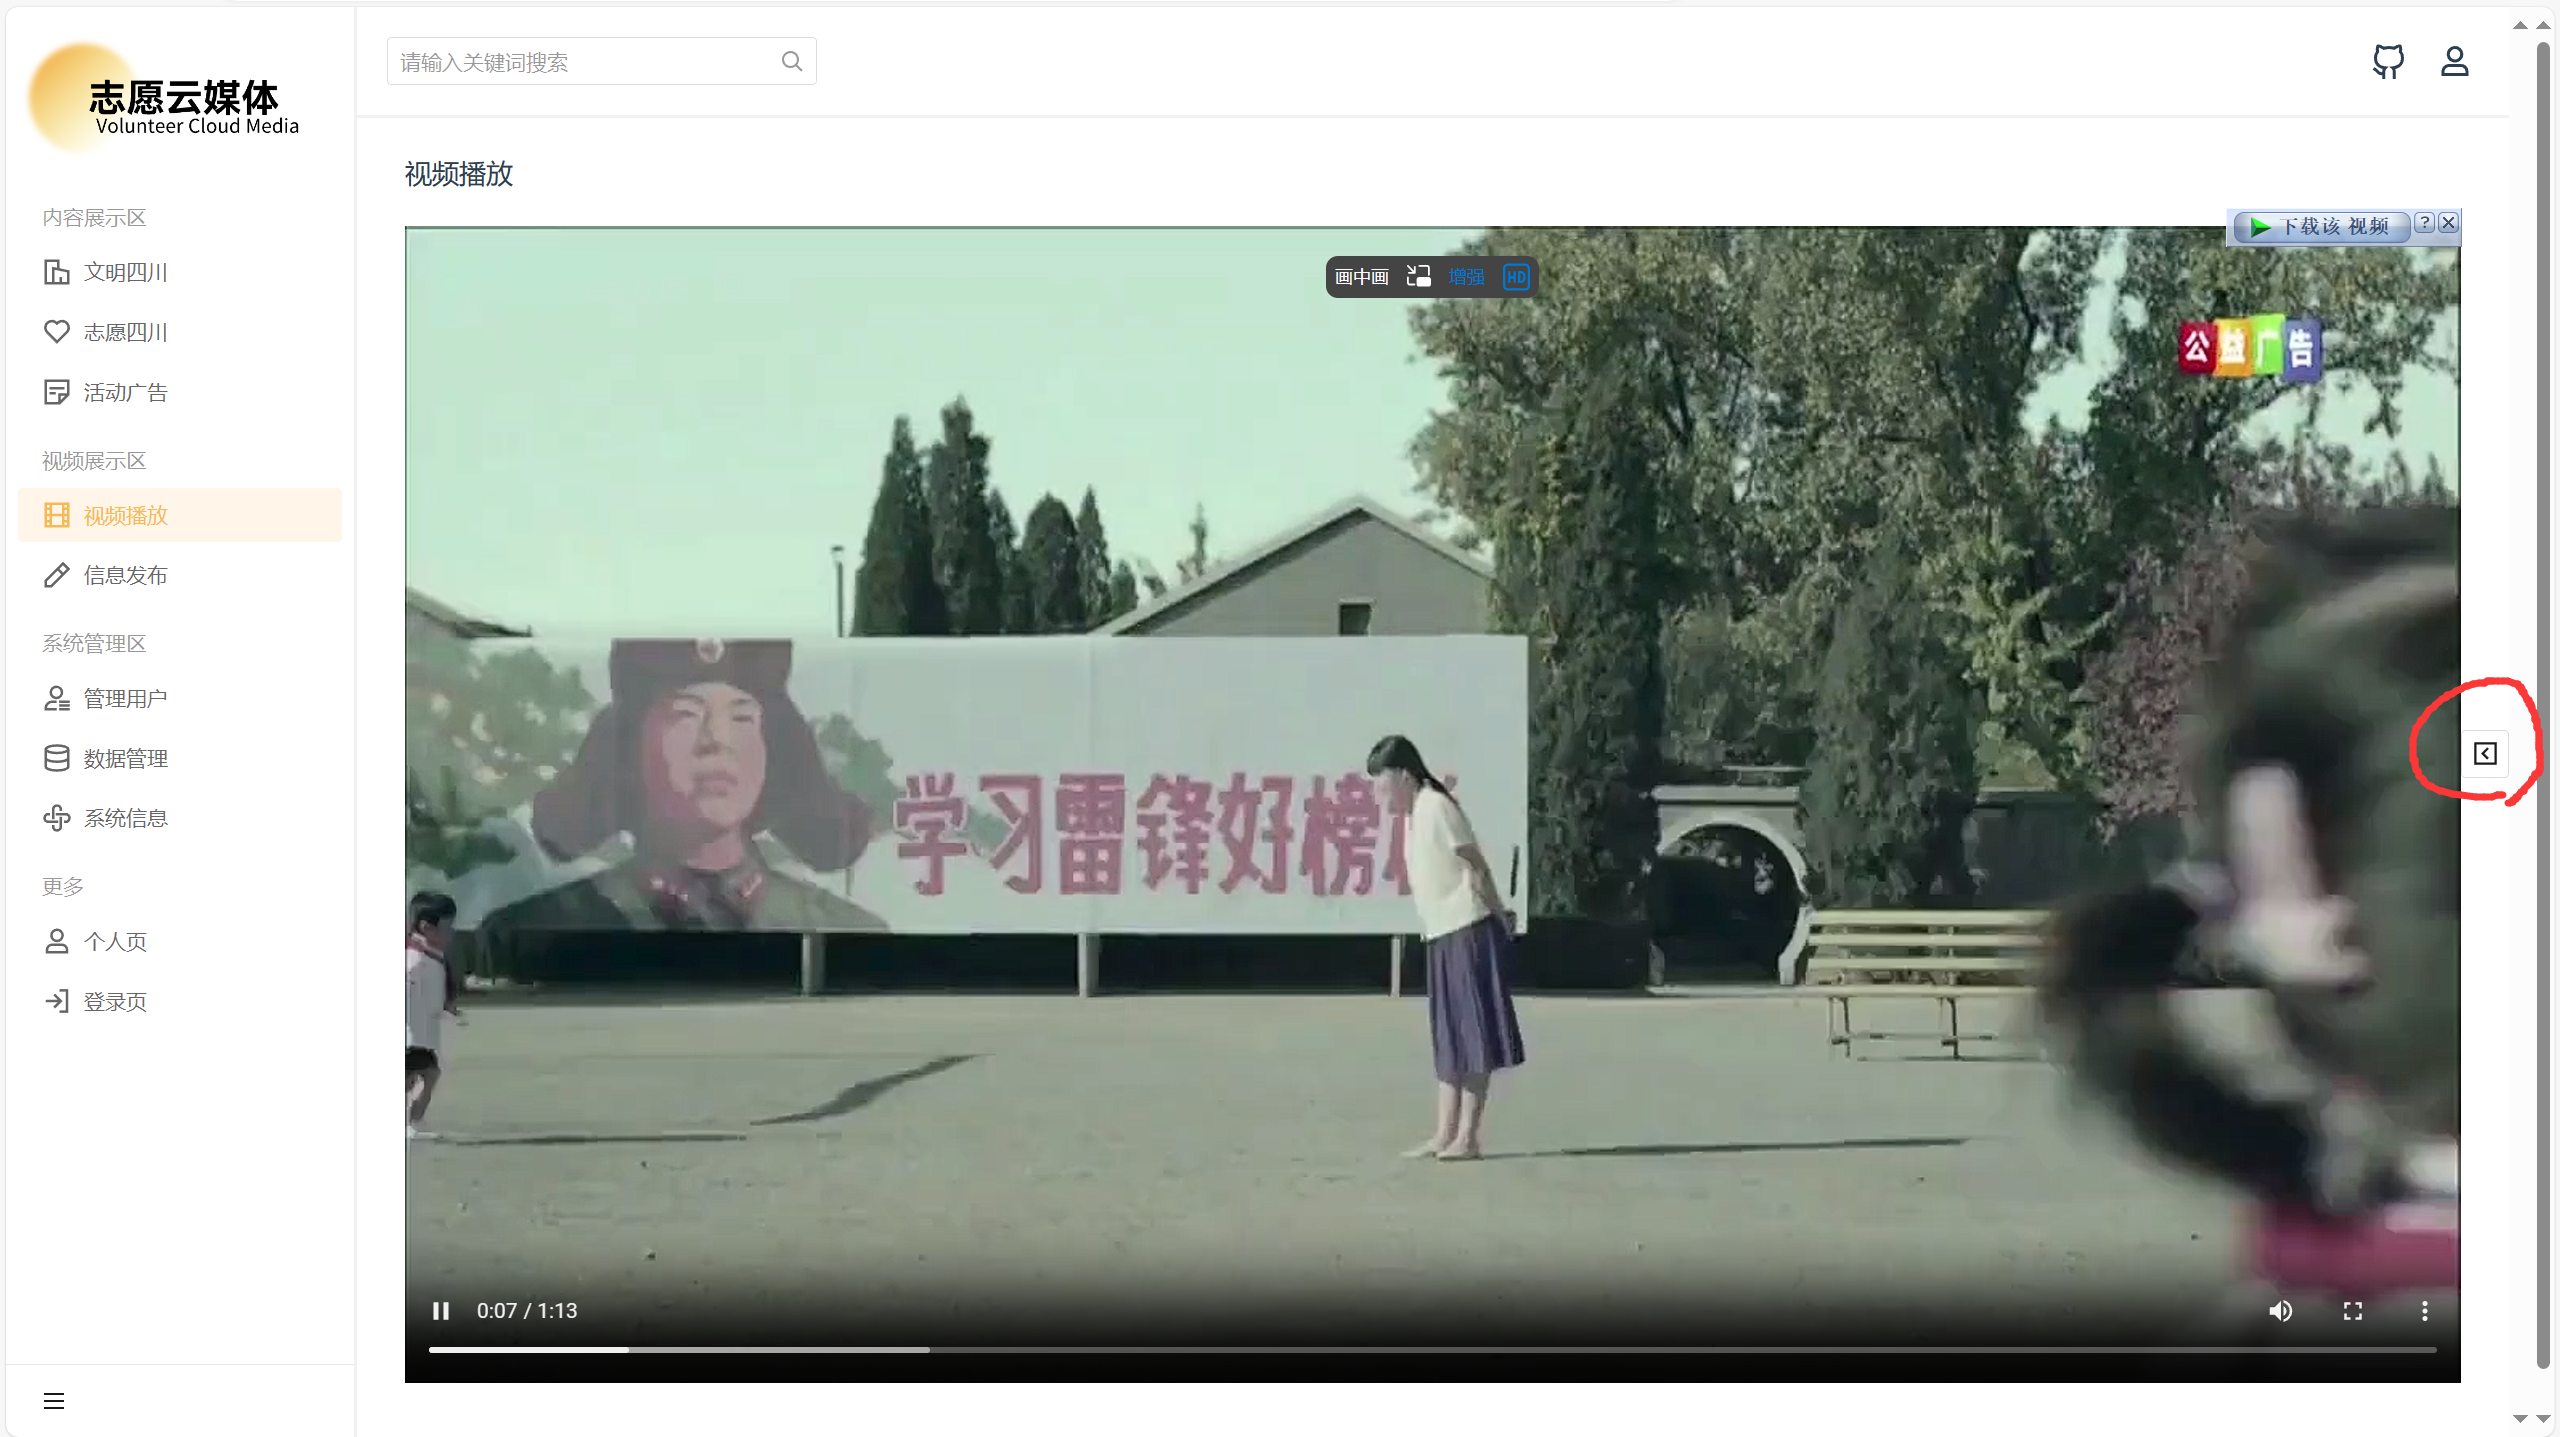 志愿云媒体
Volunteer Cloud Media
请输入关键词搜索
内容展示区
文明四川
志愿四川
活动广告
视频展示区
视频播放
信息发布
系统管理区
管理用户
数据管理
系统信息
更多
个人页
登录页
视频播放
下载该 视频
?
画中画
增强
HD
公益广告
学习雷锋好榜
0:07 / 1:13